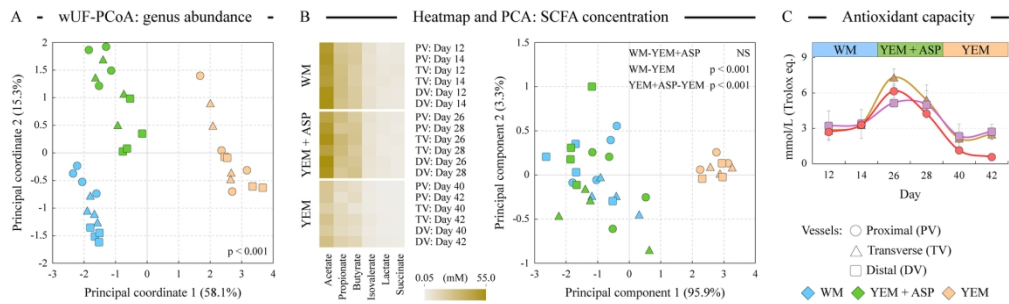 A
wUF-PCoA: genus abundance
Principal coordinate 2 (15.3%)
2
1.5
1
0.5
0
-0.5
-1
-1.5
-2
p < 0.001
-3 -2 -1 0 1 2 3 4
Principal coordinate 1 (58.1%)
B
Heatmap and PCA: SCFA concentration
WM
YEM + ASP
YEM
PV: Day 12
PV: Day 14
TV: Day 12
TV: Day 14
DV: Day 12
DV: Day 14
PV: Day 26
PV: Day 28
TV: Day 26
TV: Day 28
DV: Day 26
DV: Day 28
PV: Day 40
PV: Day 42
TV: Day 40
TV: Day 42
DV: Day 40
DV: Day 42
Acetate
Propionate
Butyrate
Isovalerate
Lactate
Succinate
0.05 (mM) 55.0
Principal component 2 (3.3%)
1.5
1
0.5
0
-0.5
-1
WM-YEM+ASP NS
WM-YEM p < 0.001
YEM+ASP-YEM p < 0.001
-3 -2 -1 0 1 2 3 4
Principal component 1 (95.9%)
C
Antioxidant capacity
WM YEM + ASP YEM
mmol/L (Trolox eq.)
9
6
3
0
12 14 26 28 40 42
Day
Vessels:
Proximal (PV)
Transverse (TV)
Distal (DV)
WM YEM + ASP YEM